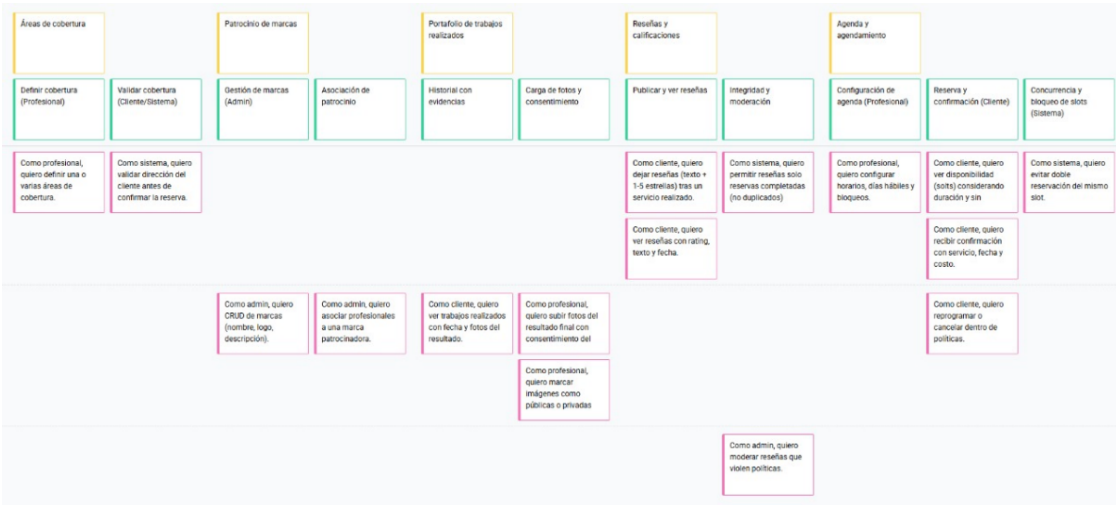 Áreas de cobertura
Patrocinio de marcas
Portafolio de trabajos
realizados
Reseñas y
calificaciones
Agenda y
agendamiento
Definir cobertura
(Profesional)
Validar cobertura
(Cliente/Sistema)
Gestión de marcas
(Admin)
Asociación de
patrocinio
Historial con
evidencias
Carga de fotos y
consentimiento
Publicar y ver reseñas
Integridad y
moderación
Configuración de
agenda (Profesional)
Reserva y
confirmación (Cliente)
Concurrencia y
bloqueo de slots
(Sistema)
Como profesional,
quiero definir una o
varias áreas de
cobertura.
Como sistema, quiero
validar dirección del
cliente antes de
confirmar la reserva.
Como cliente, quiero
dejar reseñas (texto +
1-5 estrellas) tras un
servicio realizado.
Como sistema, quiero
permitir reseñas solo
reservas completadas
(no duplicados)
Como profesional,
quiero configurar
horarios, días hábiles y
bloqueos.
Como cliente, quiero
ver disponibilidad
(solts) considerando
duración y sin
Como sistema, quiero
evitar doble
reservación del mismo
slot.
Como cliente, quiero
ver reseñas con rating,
texto y fecha.
Como cliente, quiero
recibir confirmación
con servicio, fecha y
costo.
Como admin, quiero
CRUD de marcas
(nombre, logo,
descripción).
Como admin, quiero
asociar profesionales
a una marca
patrocinadora.
Como cliente, quiero
ver trabajos realizados
con fecha y fotos del
resultado.
Como profesional,
quiero subir fotos del
resultado final con
consentimiento del
Como cliente, quiero
reprogramar o
cancelar dentro de
políticas.
Como profesional,
quiero marcar
imágenes como
públicas o privadas
Como admin, quiero
moderar reseñas que
violen políticas.